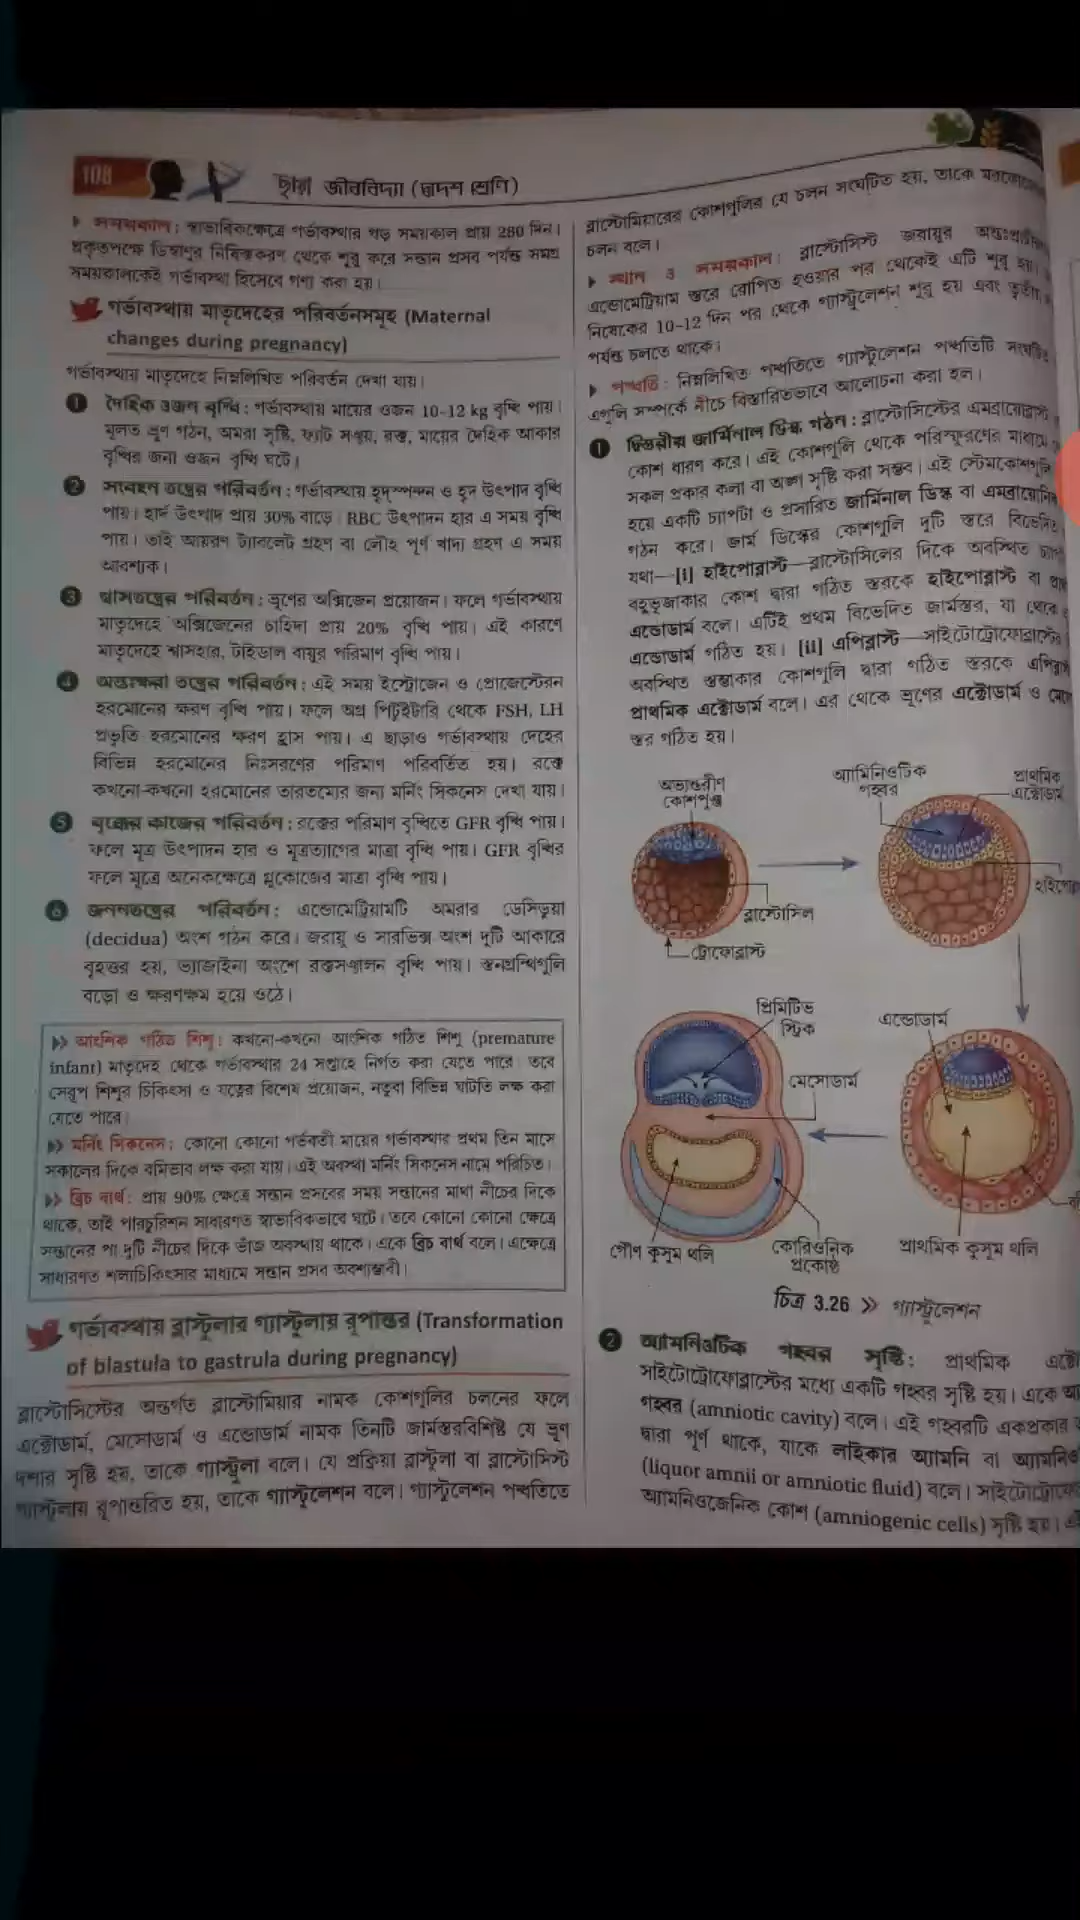 108
ছায়া জীববিদ্যা (দ্বাদশ শ্রেণি)
▸ সময়কাল : স্বাভাবিকক্ষেত্রে গর্ভাবস্থার গড় সময়কাল প্রায় 280 দিন।
প্রকৃতপক্ষে ডিম্বাণুর নিষিক্তকরণ থেকে শুরু করে সন্তান প্রসব পর্যন্ত সমগ্র
সময়কালকেই গর্ভাবস্থা হিসেবে গণ্য করা হয়।
গর্ভাবস্থায় মাতৃদেহের পরিবর্তনসমূহ (Maternal
changes during pregnancy)
গর্ভাবস্থায় মাতৃদেহে নিম্নলিখিত পরিবর্তন দেখা যায়।
1 দৈহিক ওজন বৃদ্ধি : গর্ভাবস্থায় মায়ের ওজন 10-12 kg বৃদ্ধি পায়।
মূলত ভ্রূণ গঠন, অমরা সৃষ্টি, ফ্যাট সঞ্চয়, রক্ত, মায়ের দৈহিক আকার
বৃদ্ধির জন্য ওজন বৃদ্ধি ঘটে।
2 সংবহন তন্ত্রের পরিবর্তন : গর্ভাবস্থায় হৃদ্‌স্পন্দন ও হৃদ উৎপাদ বৃদ্ধি
পায়। হার্দ উৎপাদ প্রায় 30% বাড়ে। RBC উৎপাদন হার এ সময় বৃদ্ধি
পায়। তাই আয়রণ ট্যাবলেট গ্রহণ বা লৌহ পূর্ণ খাদ্য গ্রহণ এ সময়
আবশ্যক।
3 শ্বাসতন্ত্রের পরিবর্তন : ভ্রূণের অক্সিজেন প্রয়োজন। ফলে গর্ভাবস্থায়
মাতৃদেহে অক্সিজেনের চাহিদা প্রায় 20% বৃদ্ধি পায়। এই কারণে
মাতৃদেহে শ্বাসহার, টাইডাল বায়ুর পরিমাণ বৃদ্ধি পায়।
4 অন্তঃক্ষরা তন্ত্রের পরিবর্তন : এই সময় ইস্ট্রোজেন ও প্রোজেস্টেরন
হরমোনের ক্ষরণ বৃদ্ধি পায়। ফলে অগ্র পিটুইটারি থেকে FSH, LH
প্রভৃতি হরমোনের ক্ষরণ হ্রাস পায়। এ ছাড়াও গর্ভাবস্থায় দেহের
বিভিন্ন হরমোনের নিঃসরণের পরিমাণ পরিবর্তিত হয়। রক্তে
কখনো-কখনো হরমোনের তারতম্যের জন্য মর্নিং সিকনেস দেখা যায়।
5 বৃক্কের কাজের পরিবর্তন : রক্তের পরিমাণ বৃদ্ধিতে GFR বৃদ্ধি পায়।
ফলে মূত্র উৎপাদন হার ও মূত্রত্যাগের মাত্রা বৃদ্ধি পায়। GFR বৃদ্ধির
ফলে মূত্রে অনেকক্ষেত্রে গ্লুকোজের মাত্রা বৃদ্ধি পায়।
6 জননতন্ত্রের পরিবর্তন : এন্ডোমেট্রিয়ামটি অমরার ডেসিডুয়া
(decidua) অংশ গঠন করে। জরায়ু ও সারভিক্স অংশ দুটি আকারে
বৃহত্তর হয়, ভ্যাজাইনা অংশে রক্তসঞ্চালন বৃদ্ধি পায়। স্তনগ্রন্থিগুলি
বড়ো ও ক্ষরণক্ষম হয়ে ওঠে।
▸▸ আংশিক গঠিত শিশু : কখনো-কখনো আংশিক গঠিত শিশু (premature
infant) মাতৃদেহ থেকে গর্ভাবস্থার 24 সপ্তাহে নির্গত করা যেতে পারে। তবে
সেরূপ শিশুর চিকিৎসা ও যত্নের বিশেষ প্রয়োজন, নতুবা বিভিন্ন ঘাটতি লক্ষ করা
যেতে পারে।
▸▸ মর্নিং সিকনেস : কোনো কোনো গর্ভবতী মায়ের গর্ভাবস্থার প্রথম তিন মাসে
সকালের দিকে বমিভাব লক্ষ করা যায়। এই অবস্থা মর্নিং সিকনেস নামে পরিচিত।
▸▸ ব্রিচ বার্থ : প্রায় 90% ক্ষেত্রে সন্তান প্রসবের সময় সন্তানের মাথা নীচের দিকে
থাকে, তাই পারচুরিশন সাধারণত স্বাভাবিকভাবে ঘটে। তবে কোনো কোনো ক্ষেত্রে
সন্তানের পা দুটি নীচের দিকে ভাঁজ অবস্থায় থাকে। একে ব্রিচ বার্থ বলে। এক্ষেত্রে
সাধারণত শল্যচিকিৎসার মাধ্যমে সন্তান প্রসব অবশ্যম্ভাবী।
গর্ভাবস্থায় ব্লাস্টুলার গ্যাস্ট্রুলায় রূপান্তর (Transformation
of blastula to gastrula during pregnancy)
ব্লাস্টোসিস্টের অন্তর্গত ব্লাস্টোমিয়ার নামক কোশগুলির চলনের ফলে
এক্টোডার্ম, মেসোডার্ম ও এন্ডোডার্ম নামক তিনটি জার্মস্তরবিশিষ্ট যে ভ্রূণ
দশার সৃষ্টি হয়, তাকে গ্যাস্ট্রুলা বলে। যে প্রক্রিয়া ব্লাস্টুলা বা ব্লাস্টোসিস্ট
গ্যাস্ট্রুলায় রূপান্তরিত হয়, তাকে গ্যাস্ট্রুলেশন বলে। গ্যাস্ট্রুলেশন পদ্ধতিতে
ব্লাস্টোমিয়ারের কোশগুলির যে চলন সংঘটিত হয়, তাকে
চলন বলে।
▸ স্থান ও সময়কাল : ব্লাস্টোসিস্ট জরায়ুর
এন্ডোমেট্রিয়াম স্তরে রোপিত হওয়ার পর থেকেই এটি শুরু হয়।
নিষেকের 10-12 দিন পর থেকে গ্যাস্ট্রুলেশন শুরু হয় এবং তৃতীয়
পর্যন্ত চলতে থাকে।
▸ পদ্ধতি : নিম্নলিখিত পদ্ধতিতে গ্যাস্ট্রুলেশন পদ্ধতিটি সংঘটিত
এগুলি সম্পর্কে নীচে বিস্তারিতভাবে আলোচনা করা হল।
1 দ্বিস্তরীয় জার্মিনাল ডিস্ক গঠন : ব্লাস্টোসিস্টের এমব্রায়োব্লাস্ট
কোশ ধারণ করে। এই কোশগুলি থেকে পরিস্ফুরণের মাধ্যমে
সকল প্রকার কলা বা অঙ্গ সৃষ্টি করা সম্ভব। এই স্টেমকোশগুলি
হয়ে একটি চ্যাপটা ও প্রসারিত জার্মিনাল ডিস্ক বা
গঠন করে। জার্ম ডিস্কের কোশগুলি দুটি স্তরে বিভেদিত
যথা—[i] হাইপোব্লাস্ট—ব্লাস্টোসিলের দিকে অবস্থিত
বহুভুজাকার কোশ দ্বারা গঠিত স্তরকে হাইপোব্লাস্ট বা
এন্ডোডার্ম বলে। এটিই প্রথম বিভেদিত জার্মস্তর, যা থেকে
এন্ডোডার্ম গঠিত হয়। [ii] এপিব্লাস্ট—সাইটোট্রোফোব্লাস্টের
অবস্থিত স্তম্ভাকার কোশগুলি দ্বারা গঠিত স্তরকে
প্রাথমিক এক্টোডার্ম বলে। এর থেকে ভ্রূণের এক্টোডার্ম ও
স্তর গঠিত হয়।
অভ্যন্তরীণ
কোশপুঞ্জ
অ্যামিনিওটিক
গহ্বর
প্রাথমিক
এক্টোডার্ম
ব্লাস্টোসিল
ট্রোফোব্লাস্ট
প্রিমিটিভ
স্ট্রিক
এন্ডোডার্ম
মেসোডার্ম
গৌণ কুসুম থলি
কোরিওনিক
প্রকোষ্ঠ
প্রাথমিক কুসুম থলি
চিত্র 3.26 ▸▸ গ্যাস্ট্রুলেশন
2 অ্যামনিওটিক গহ্বর সৃষ্টি : প্রাথমিক
সাইটোট্রোফোব্লাস্টের মধ্যে একটি গহ্বর সৃষ্টি হয়। একে
গহ্বর (amniotic cavity) বলে। এই গহ্বরটি একপ্রকার
দ্বারা পূর্ণ থাকে, যাকে লাইকার অ্যামনি বা
(liquor amnii or amniotic fluid) বলে।
অ্যামনিওজেনিক কোশ (amniogenic cells) সৃষ্টি হয়।